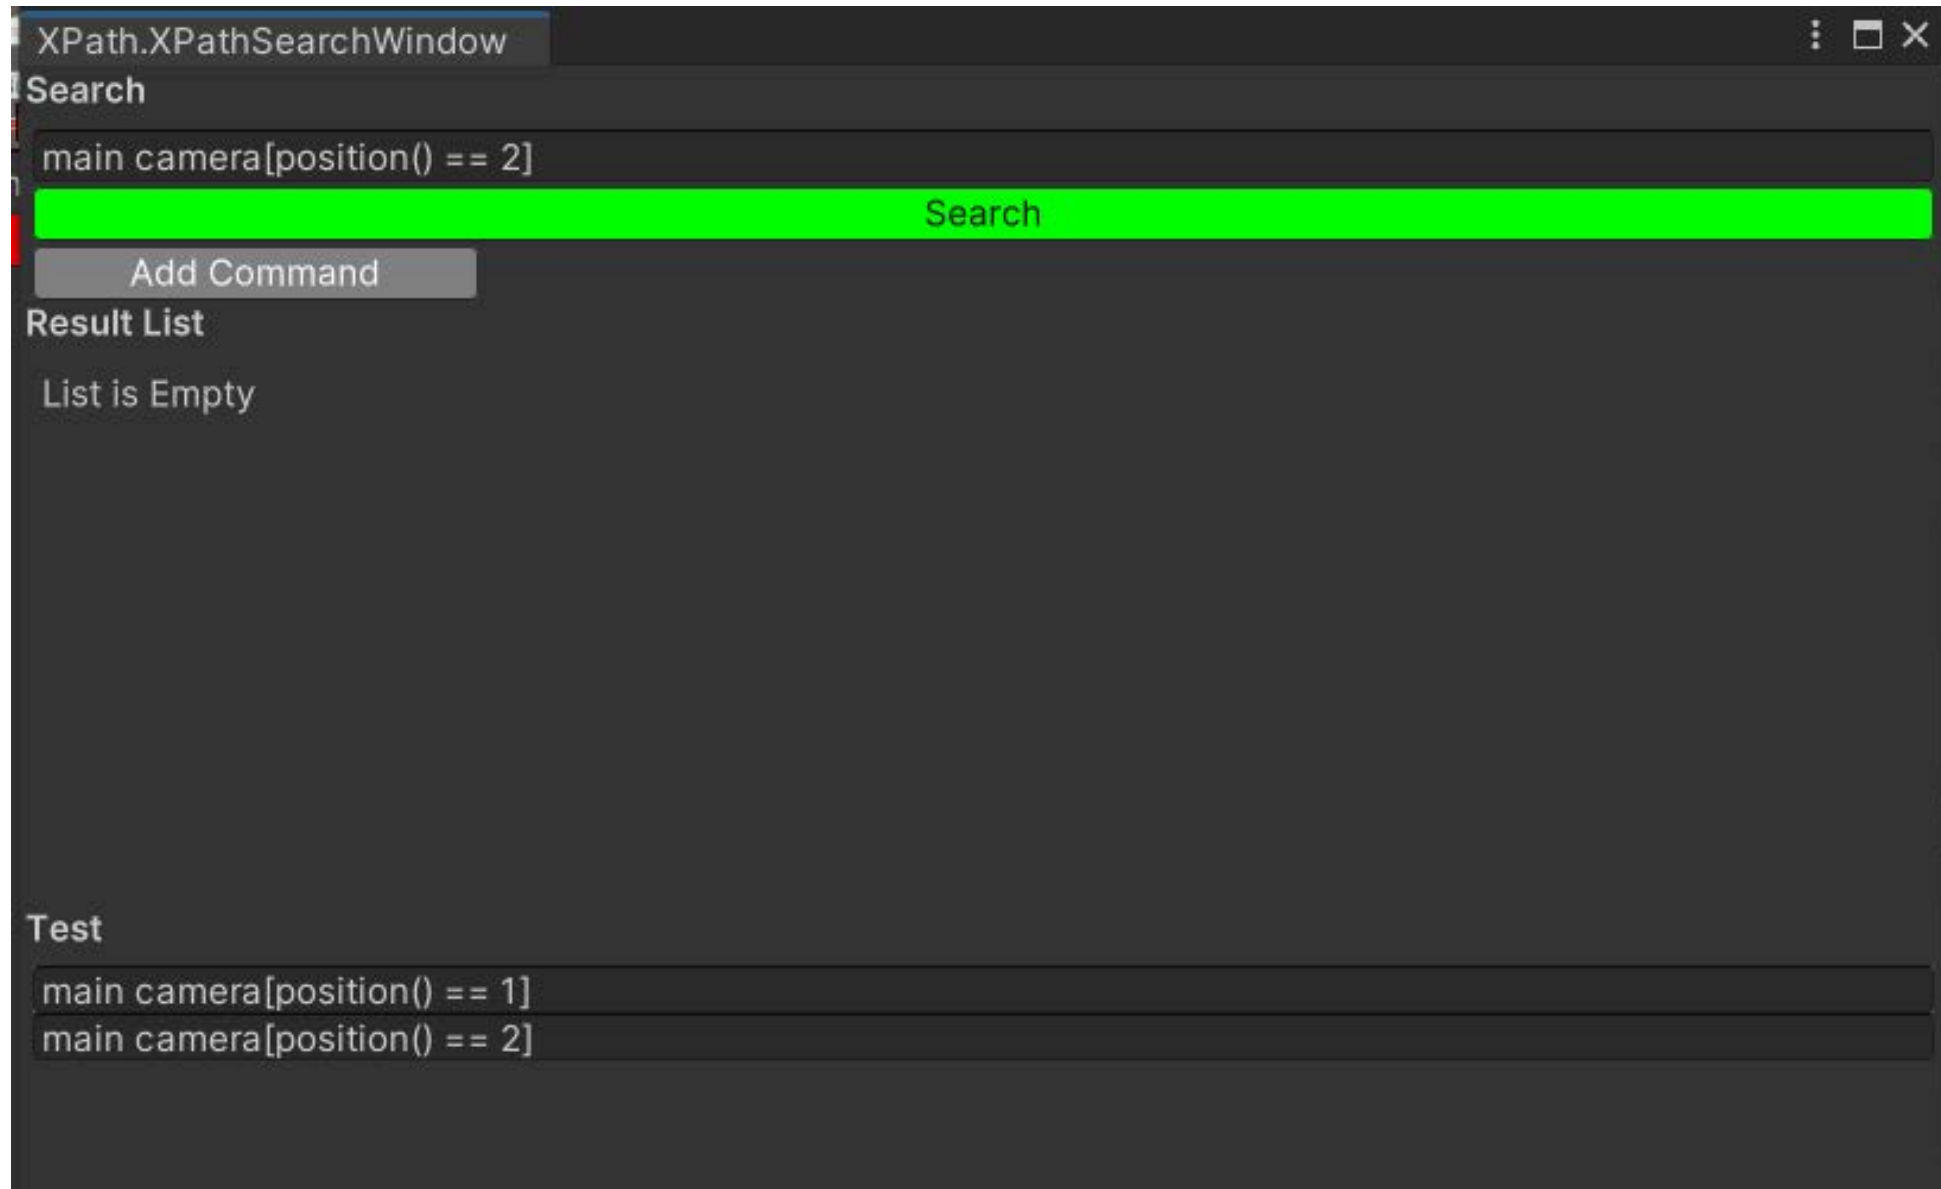 XPath.XPathSearchWindow
Search
main camera[position() == 2]
Search
Add Command
Result List
List is Empty
Test
main camera[position() == 1]
main camera[position() == 2]